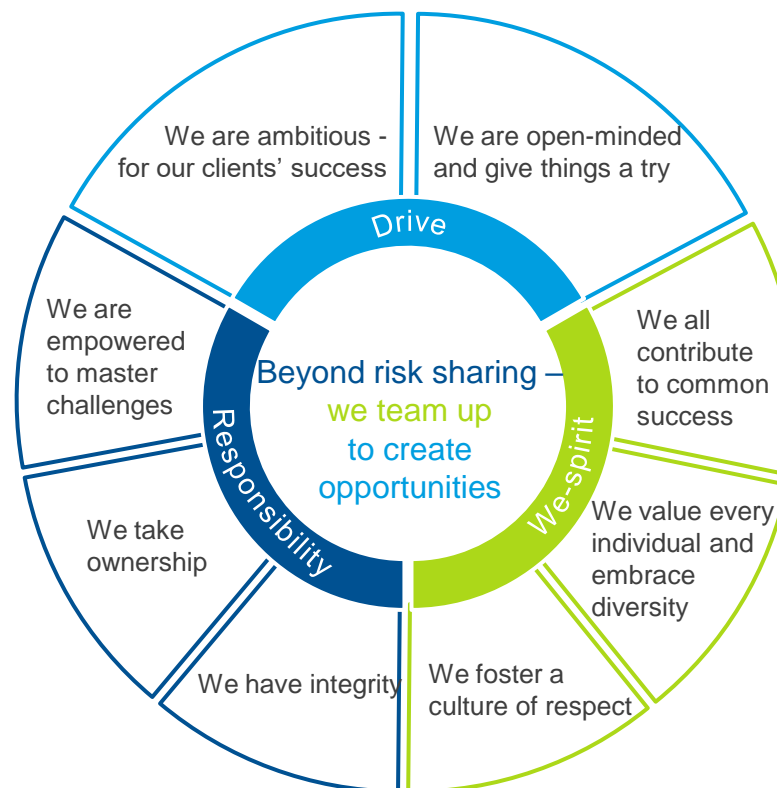 We are ambitious -
for our clients' success
We are open-minded
and give things a try
Drive
We are
empowered
to master
challenges
We all
contribute
to common
success
Beyond risk sharing –
we team up
to create
opportunities
Responsibility
We-spirit
We take
ownership
We value every
individual and
embrace
diversity
We have integrity
We foster a
culture of respect